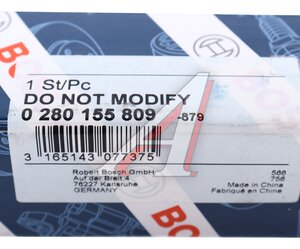 BOSCH
1 St/Pc
DO NOT MODIFY
0 280 155 809 -879
3 165143 077375
Robert Bosch GmbH
Auf der Breit 4
76227 Karlsruhe
GERMANY
566
756
Made in China
Fabriqué en Chine